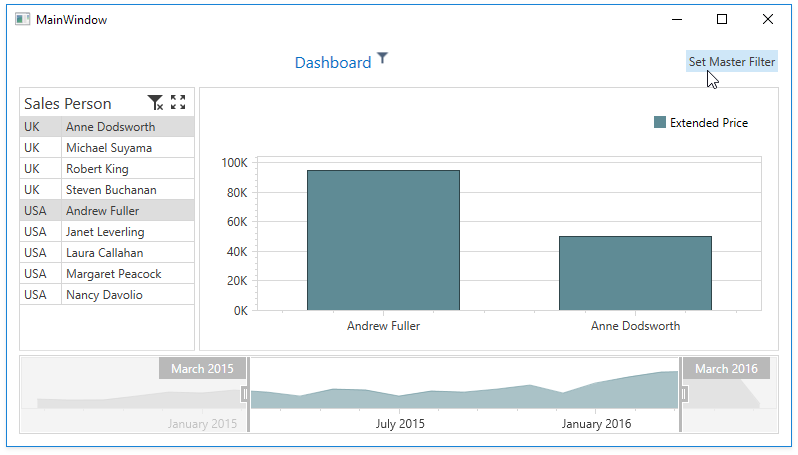 MainWindow
Dashboard
Set Master Filter
Sales Person
UK Anne Dodsworth
UK Michael Suyama
UK Robert King
UK Steven Buchanan
USA Andrew Fuller
USA Janet Leverling
USA Laura Callahan
USA Margaret Peacock
USA Nancy Davolio
Extended Price
100K
80K
60K
40K
20K
0K
Andrew Fuller Anne Dodsworth
March 2015 March 2016
January 2015 July 2015 January 2016